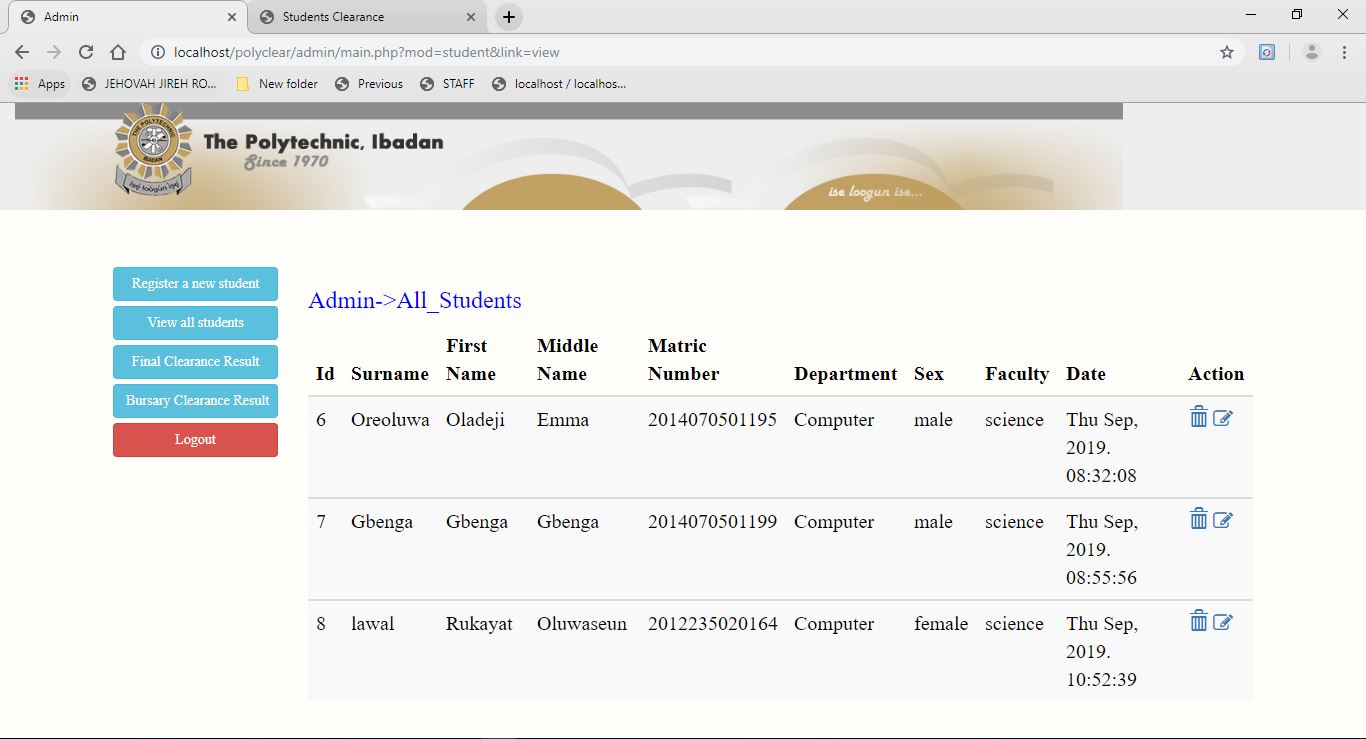 Admin
Students Clearance
localhost/polyclear/admin/main.php?mod=student&link=view
Apps JEHOVAH JIREH RO... New folder Previous STAFF localhost / localhos...
THE POLYTECHNIC
IBADAN
The Polytechnic, Ibadan
Since 1970
ise loogun ise
ise loogun ise...
Register a new student
View all students
Final Clearance Result
Bursary Clearance Result
Logout
Admin->All_Students
Id Surname First Name Middle Name Matric Number Department Sex Faculty Date Action
6 Oreoluwa Oladeji Emma 2014070501195 Computer male science Thu Sep,
2019.
08:32:08
7 Gbenga Gbenga Gbenga 2014070501199 Computer male science Thu Sep,
2019.
08:55:56
8 lawal Rukayat Oluwaseun 2012235020164 Computer female science Thu Sep,
2019.
10:52:39